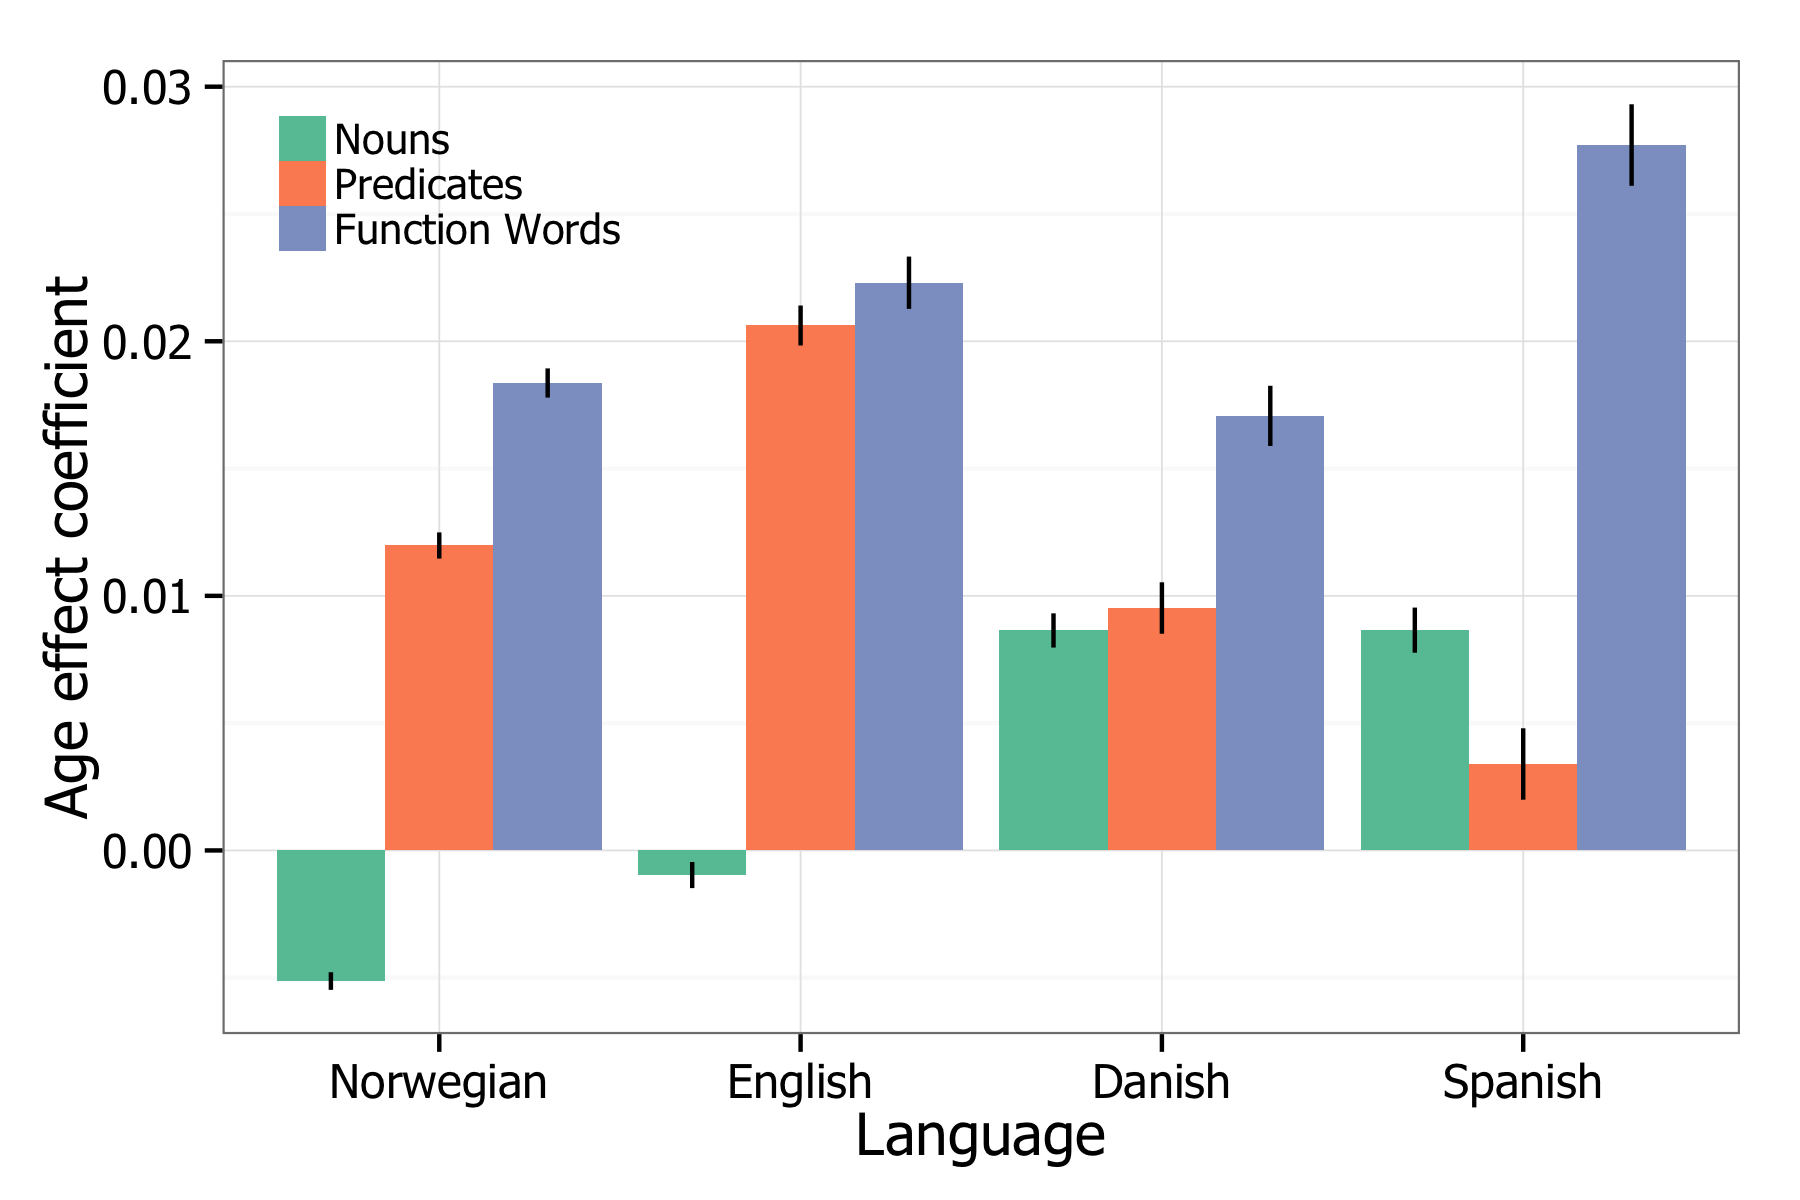 0.03
0.02
0.01
0.00
Age effect coefficient
Nouns
Predicates
Function Words
Norwegian
English
Danish
Spanish
Language